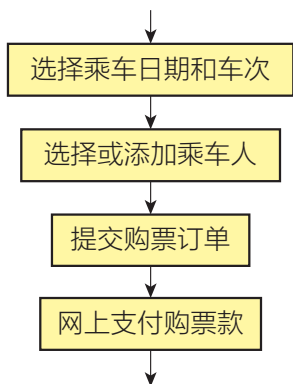 选择乘车日期和车次
选择或添加乘车人
提交购票订单
网上支付购票款